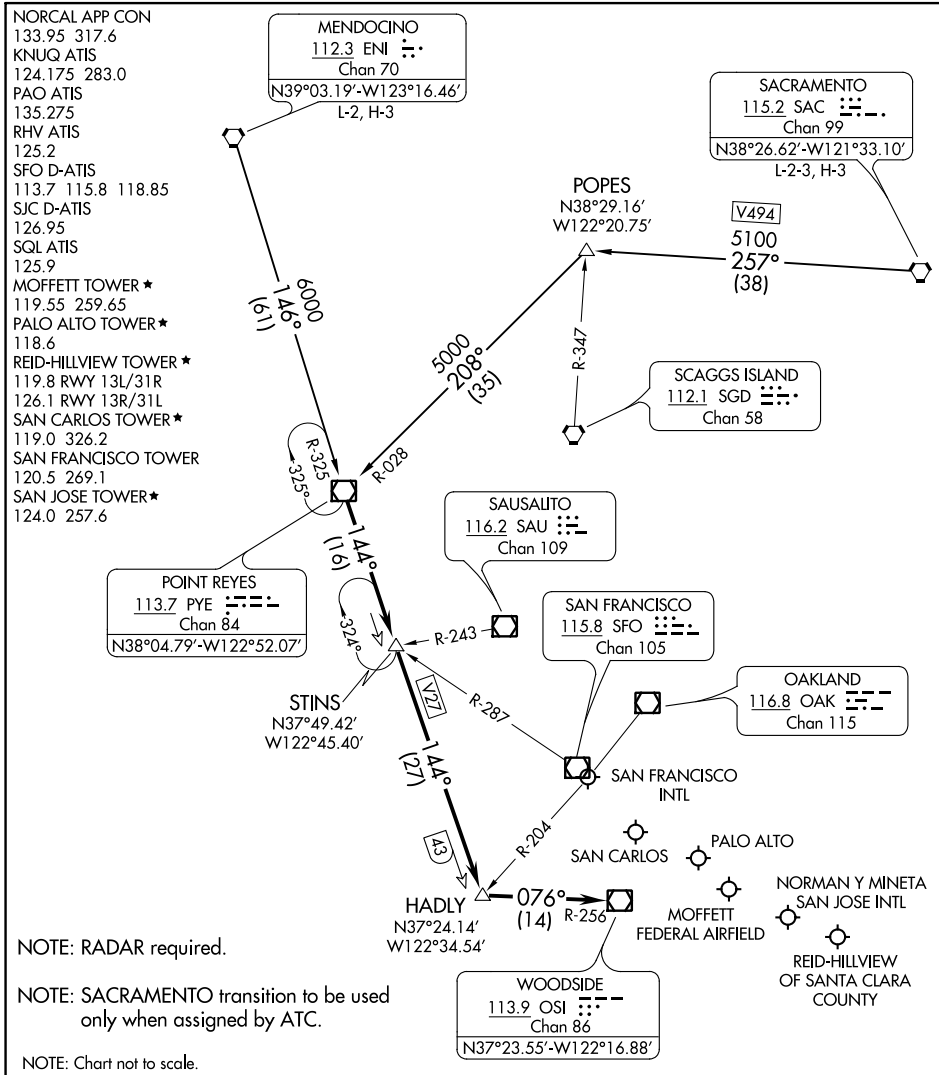 NORCAL APP CON
133.95 317.6
KNUQ ATIS
124.175 283.0
PAO ATIS
135.275
RHV ATIS
125.2
SFO D-ATIS
113.7 115.8 118.85
SJC D-ATIS
126.95
SQL ATIS
125.9
MOFFETT TOWER ★
119.55 259.65
PALO ALTO TOWER ★
118.6
REID-HILLVIEW TOWER ★
119.8 RWY 13L/31R
126.1 RWY 13R/31L
SAN CARLOS TOWER ★
119.0 326.2
SAN FRANCISCO TOWER
120.5 269.1
SAN JOSE TOWER ★
124.0 257.6
MENDOCINO
112.3 ENI
Chan 70
N39°03.19'-W123°16.46'
L-2, H-3
SACRAMENTO
115.2 SAC
Chan 99
N38°26.62'-W121°33.10'
L-2-3, H-3
POPES
N38°29.16'
W122°20.75'
V494
5100
257°
(38)
6000
146°
(61)
5000
208°
(35)
R-347
SCAGGS ISLAND
112.1 SGD
Chan 58
R-325
325°
R-028
POINT REYES
113.7 PYE
Chan 84
N38°04.79'-W122°52.07'
144°
(16)
SAUSALITO
116.2 SAU
Chan 109
R-243
324°
STINS
N37°49.42'
W122°45.40'
SAN FRANCISCO
115.8 SFO
Chan 105
R-287
OAKLAND
116.8 OAK
Chan 115
V27
144°
(27)
SAN FRANCISCO
INTL
R-204
SAN CARLOS
PALO ALTO
43
HADLY
N37°24.14'
W122°34.54'
076°
(14)
R-256
MOFFETT
FEDERAL AIRFIELD
NORMAN Y MINETA
SAN JOSE INTL
REID-HILLVIEW
OF SANTA CLARA
COUNTY
WOODSIDE
113.9 OSI
Chan 86
N37°23.55'-W122°16.88'
NOTE: RADAR required.
NOTE: SACRAMENTO transition to be used
only when assigned by ATC.
NOTE: Chart not to scale.